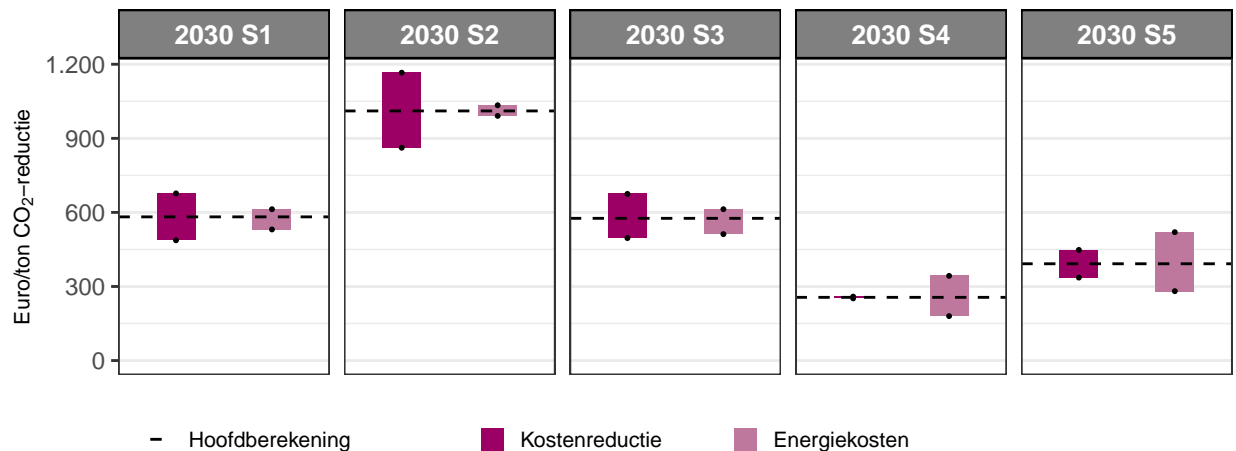 2030 S1 2030 S2 2030 S3 2030 S4 2030 S5
1.200
900
600
300
0
Euro/ton CO₂−reductie
Hoofdberekening Kostenreductie Energiekosten